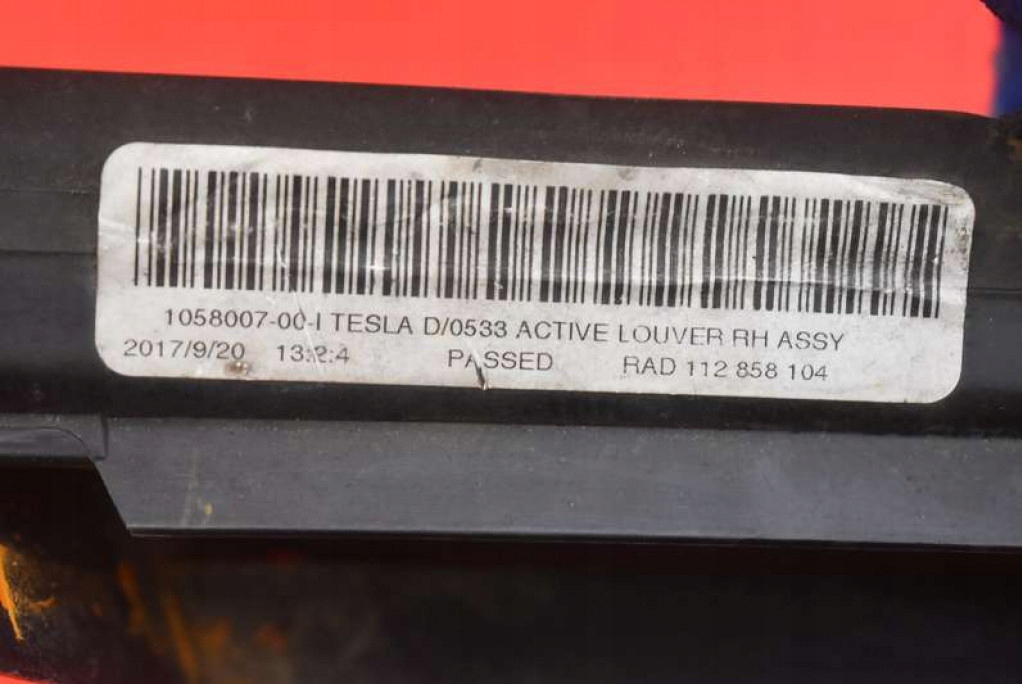 1058007-00-I TESLA D/0533 ACTIVE LOUVER RH ASSY
2017/9/20 13:2:4 PASSED RAD 112 858 104